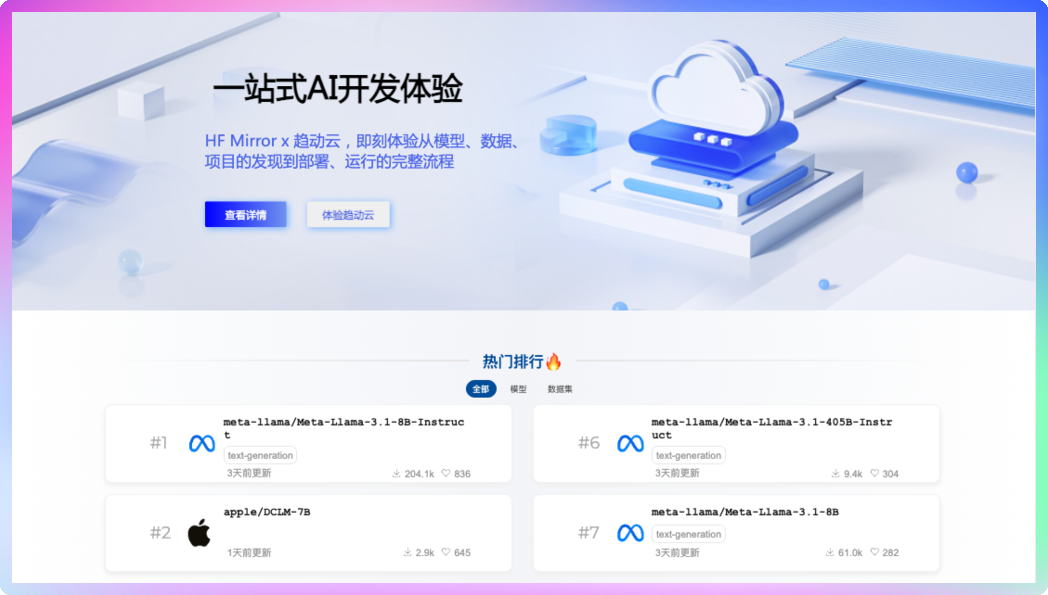 一站式AI开发体验
HF Mirror x 趋动云，即刻体验从模型、数据、
项目的发现到部署、运行的完整流程
查看详情
体验趋动云
热门排行🔥
全部
模型
数据集
#1
meta-llama/Meta-Llama-3.1-8B-Instruc
t
text-generation
3天前更新
204.1k
836
#6
meta-llama/Meta-Llama-3.1-405B-Instr
uct
text-generation
3天前更新
9.4k
304
#2
apple/DCLM-7B
1天前更新
2.9k
645
#7
meta-llama/Meta-Llama-3.1-8B
text-generation
3天前更新
61.0k
282